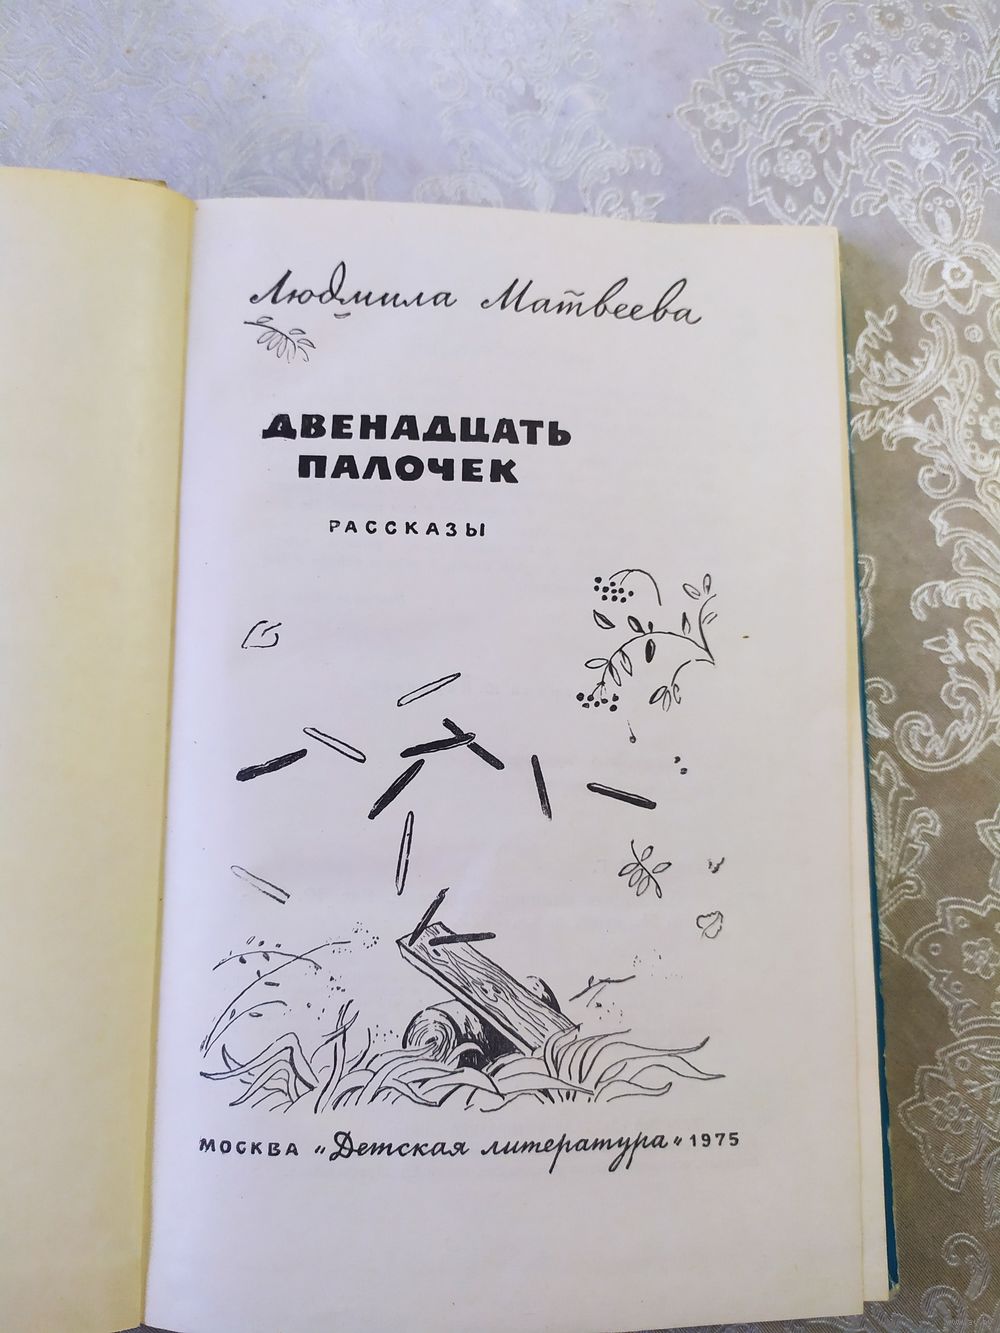 Людмила Матвеева
ДВЕНАДЦАТЬ
ПАЛОЧЕК
РАССКАЗЫ
МОСКВА „Детская литература“ 1975